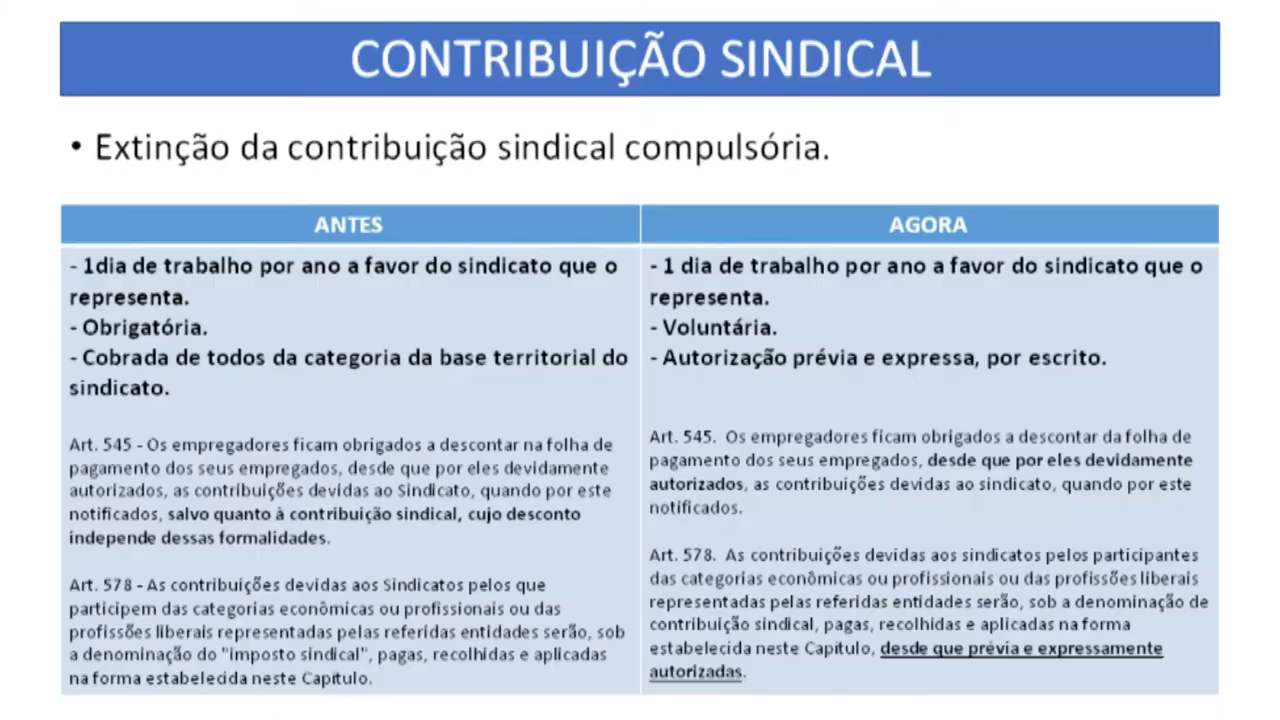 CONTRIBUIÇÃO SINDICAL
• Extinção da contribuição sindical compulsória.
ANTES
- 1dia de trabalho por ano a favor do sindicato que o
representa.
- Obrigatória.
- Cobrada de todos da categoria da base territorial do
sindicato.
Art. 545 - Os empregadores ficam obrigados a descontar na folha de
pagamento dos seus empregados, desde que por eles devidamente
autorizados, as contribuições devidas ao Sindicato, quando por este
notificados, salvo quanto à contribuição sindical, cujo desconto
independe dessas formalidades.
Art. 578 - As contribuições devidas aos Sindicatos pelos que
participem das categorias econômicas ou profissionais ou das
profissões liberais representadas pelas referidas entidades serão, sob
a denominação do "imposto sindical", pagas, recolhidas e aplicadas
na forma estabelecida neste Capítulo.
AGORA
- 1 dia de trabalho por ano a favor do sindicato que o
representa.
- Voluntária.
- Autorização prévia e expressa, por escrito.
Art. 545. Os empregadores ficam obrigados a descontar da folha de
pagamento dos seus empregados, desde que por eles devidamente
autorizados, as contribuições devidas ao sindicato, quando por este
notificados.
Art. 578. As contribuições devidas aos sindicatos pelos participantes
das categorias econômicas ou profissionais ou das profissões liberais
representadas pelas referidas entidades serão, sob a denominação de
contribuição sindical, pagas, recolhidas e aplicadas na forma
estabelecida neste Capítulo, desde que prévia e expressamente
autorizadas.